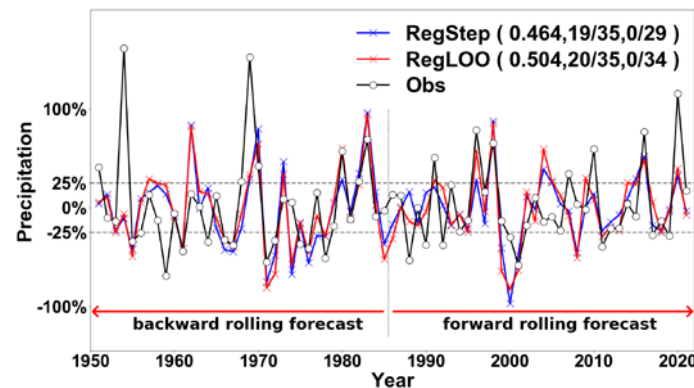 RegStep ( 0.464,19/35,0/29 )
RegLOO ( 0.504,20/35,0/34 )
Obs
100%
25%
0%
-25%
-100%
Precipitation
backward rolling forecast
forward rolling forecast
1950 1960 1970 1980 1990 2000 2010 2020
Year